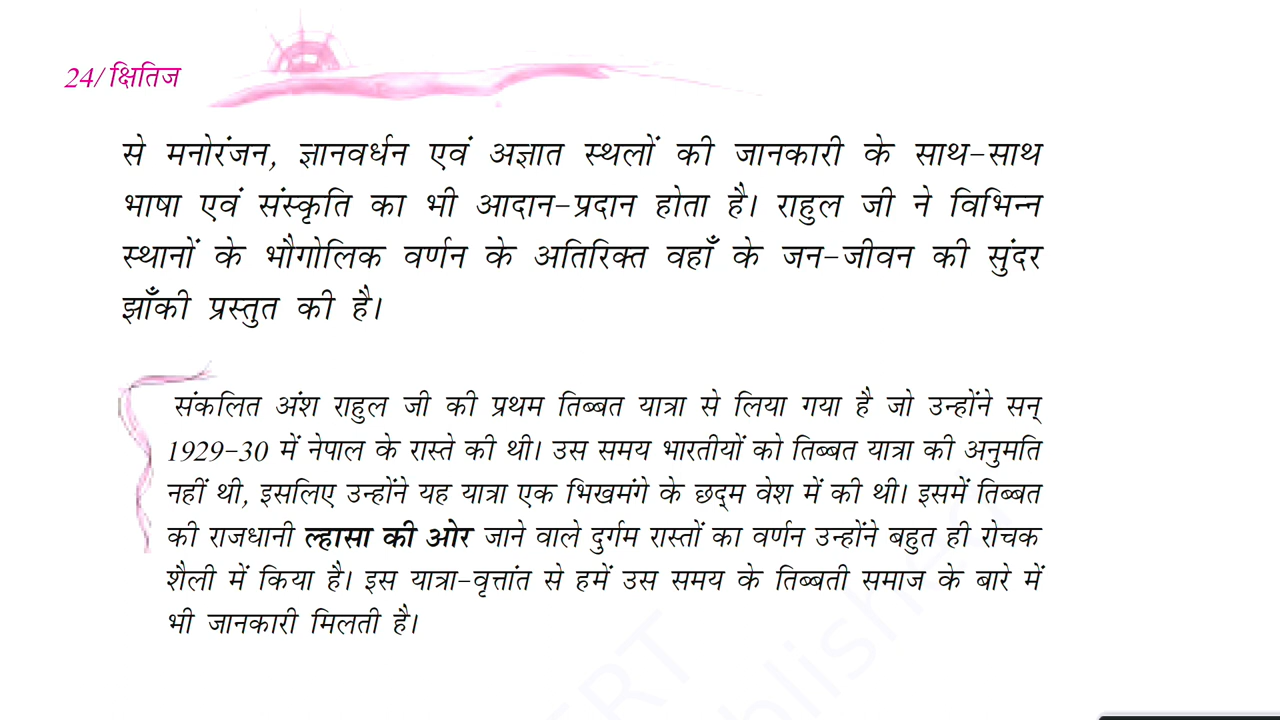 24/ क्षितिज
से मनोरंजन, ज्ञानवर्धन एवं अज्ञात स्थलों की जानकारी के साथ-साथ
भाषा एवं संस्कृति का भी आदान-प्रदान होता है। राहुल जी ने विभिन्न
स्थानों के भौगोलिक वर्णन के अतिरिक्त वहाँ के जन-जीवन की सुंदर
झाँकी प्रस्तुत की है।
संकलित अंश राहुल जी की प्रथम तिब्बत यात्रा से लिया गया है जो उन्होंने सन्
1929-30 में नेपाल के रास्ते की थी। उस समय भारतीयों को तिब्बत यात्रा की अनुमति
नहीं थी, इसलिए उन्होंने यह यात्रा एक भिखमंगे के छद्म वेश में की थी। इसमें तिब्बत
की राजधानी ल्हासा की ओर जाने वाले दुर्गम रास्तों का वर्णन उन्होंने बहुत ही रोचक
शैली में किया है। इस यात्रा-वृत्तांत से हमें उस समय के तिब्बती समाज के बारे में
भी जानकारी मिलती है।